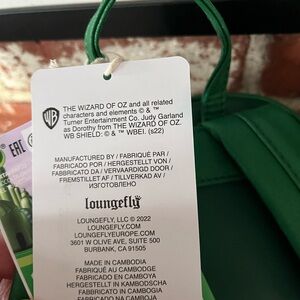 WB
THE WIZARD OF OZ and all related
characters and elements © & ™
Turner Entertainment Co. Judy Garland
as Dorothy from THE WIZARD OF OZ.
WB SHIELD: © & ™ WBEI. (s22)
EAC
MANUFACTURED BY / FABRIQUÉ PAR /
FABRICADO POR / HERGESTELLT VON /
FABBRICATO DA / VERVAARDIGD DOOR /
FREMSTILLET AF / TILLVERKAD AV /
ИЗГОТОВЛЕНО
loungefly
LOUNGEFLY, LLC © 2022
LOUNGEFLY.COM
LOUNGEFLYEUROPE.COM
3601 W OLIVE AVE, SUITE 500
BURBANK, CA 91505
MADE IN CAMBODIA
FABRIQUÉ AU CAMBODGE
FABRICADO EN CAMBOYA
HERGESTELLT IN KAMBODSCHA
FABBRICATO IN CAMBOGIA